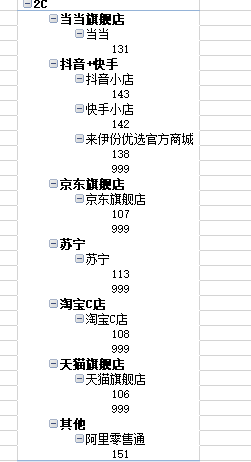 2C
当当旗舰店
当当
131
抖音+快手
抖音小店
143
快手小店
142
来伊份优选官方商城
138
999
京东旗舰店
京东旗舰店
107
999
苏宁
苏宁
113
999
淘宝C店
淘宝C店
108
999
天猫旗舰店
天猫旗舰店
106
999
其他
阿里零售通
151